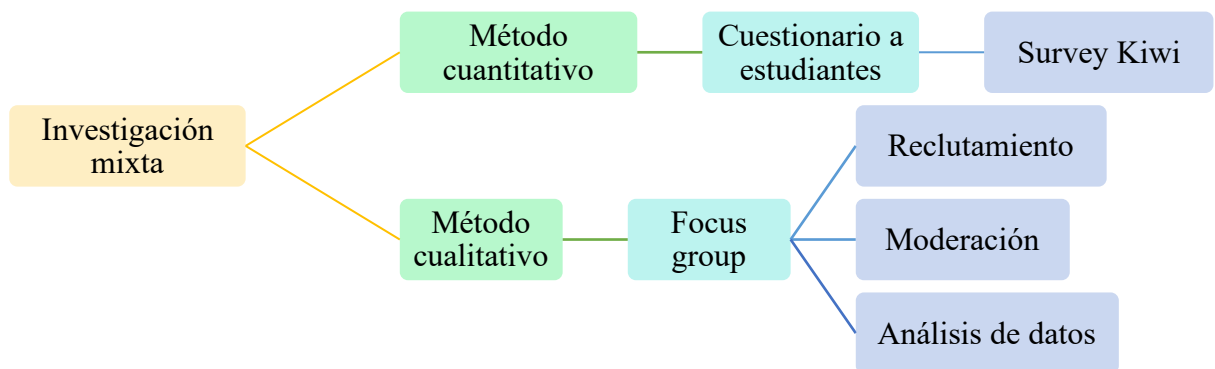 Investigación
mixta
Método
cuantitativo
Cuestionario a
estudiantes
Survey Kiwi
Método
cualitativo
Focus
group
Reclutamiento
Moderación
Análisis de datos